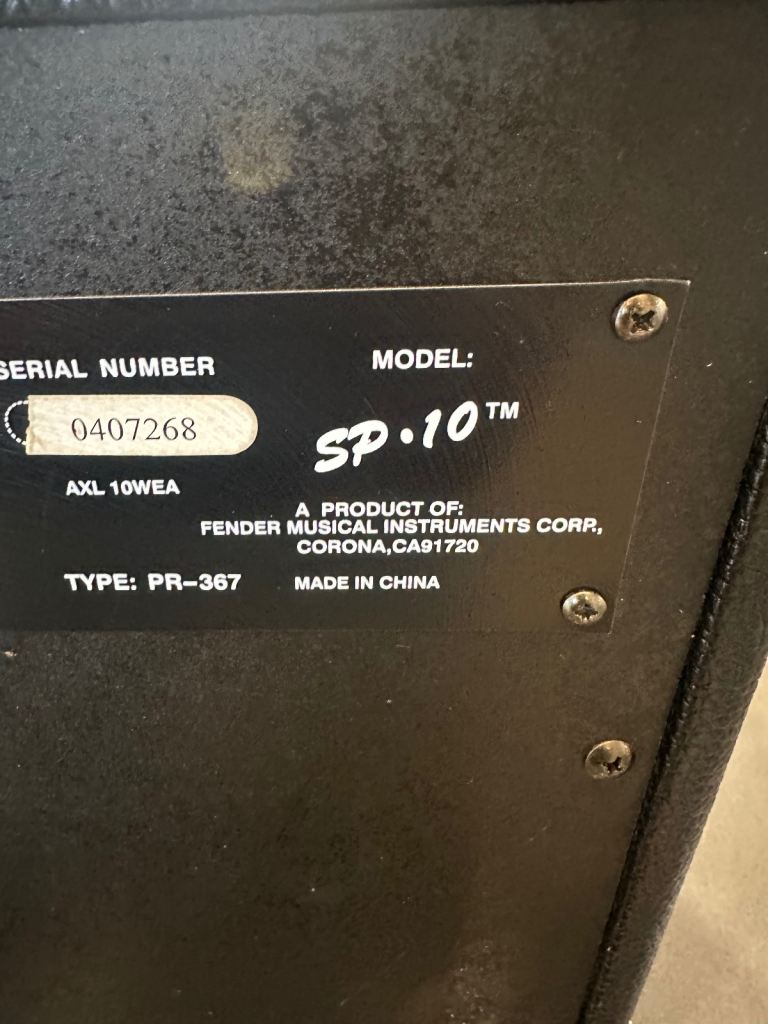 SERIAL NUMBER
MODEL:
0407268
SP·10™
AXL 10WEA
A PRODUCT OF:
FENDER MUSICAL INSTRUMENTS CORP.,
CORONA,CA91720
TYPE: PR–367
MADE IN CHINA